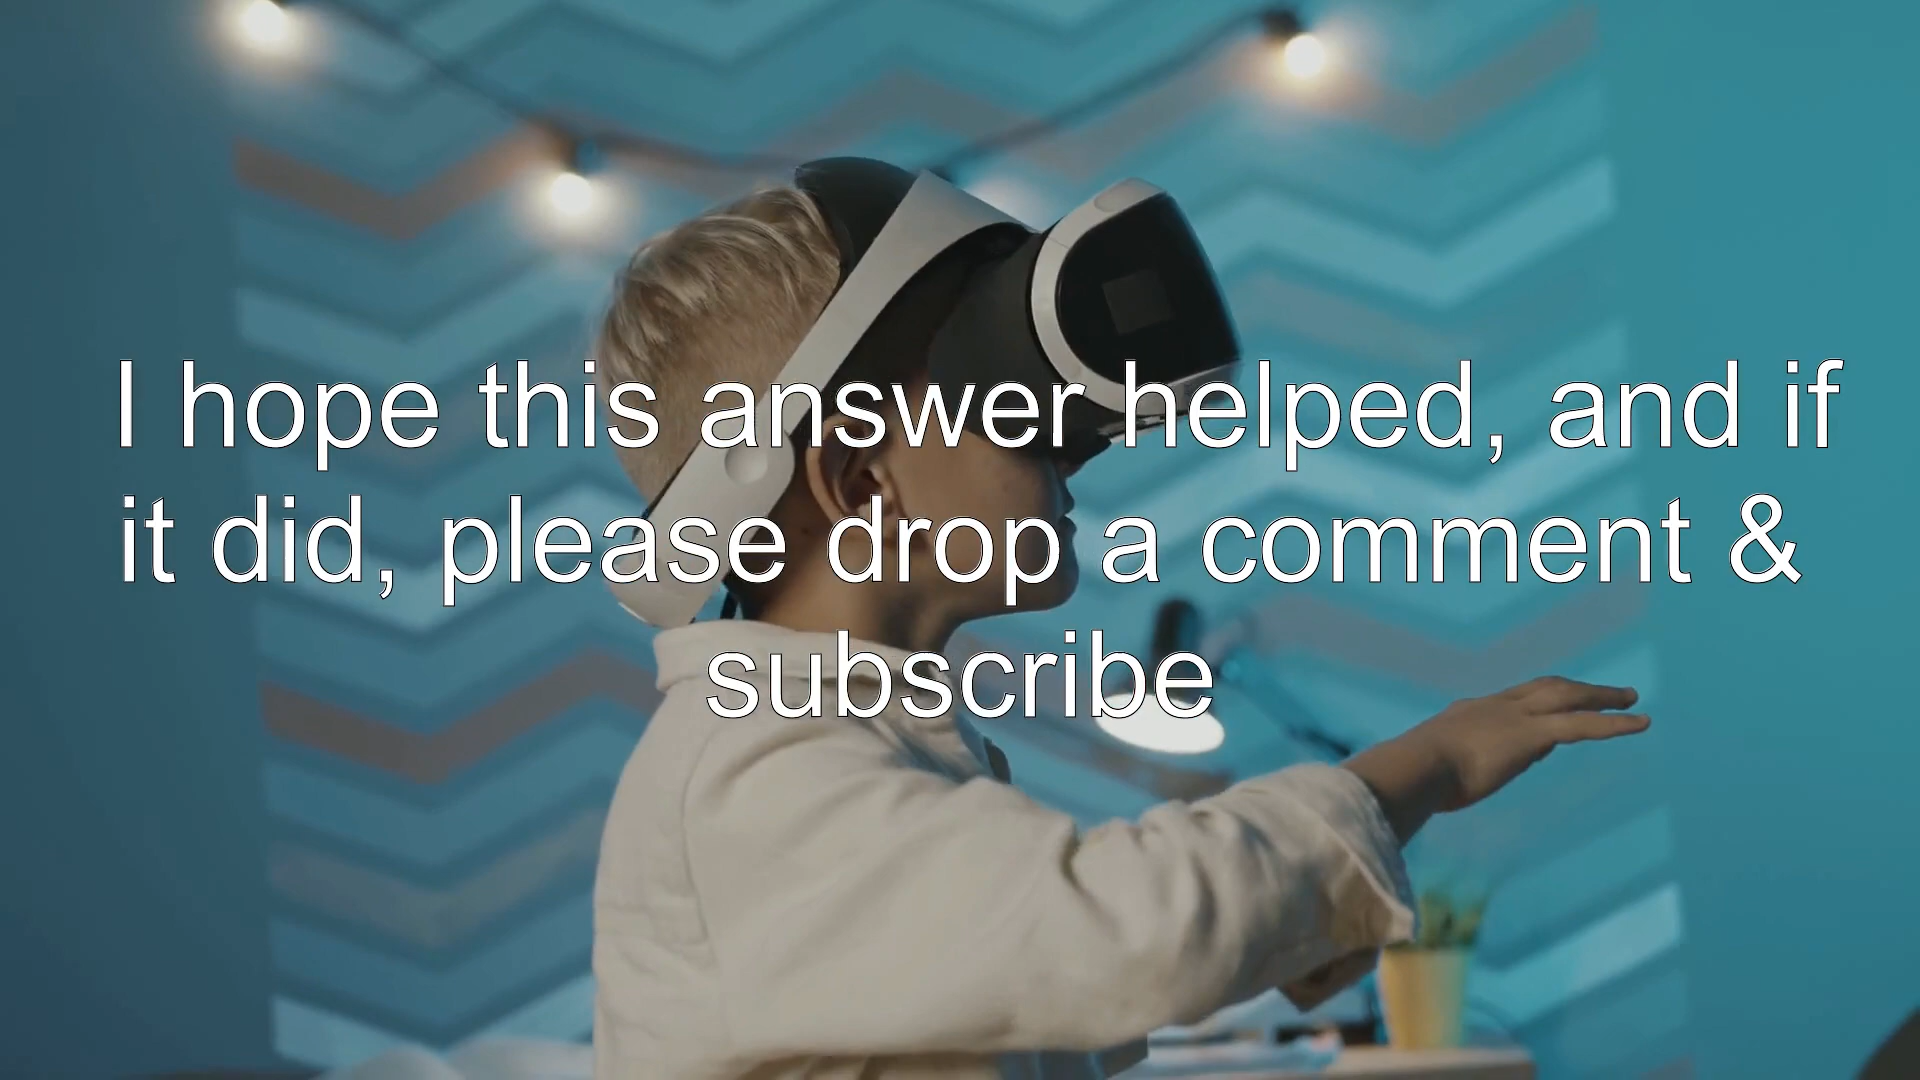 I hope this answer helped, and if
it did, please drop a comment &
subscribe